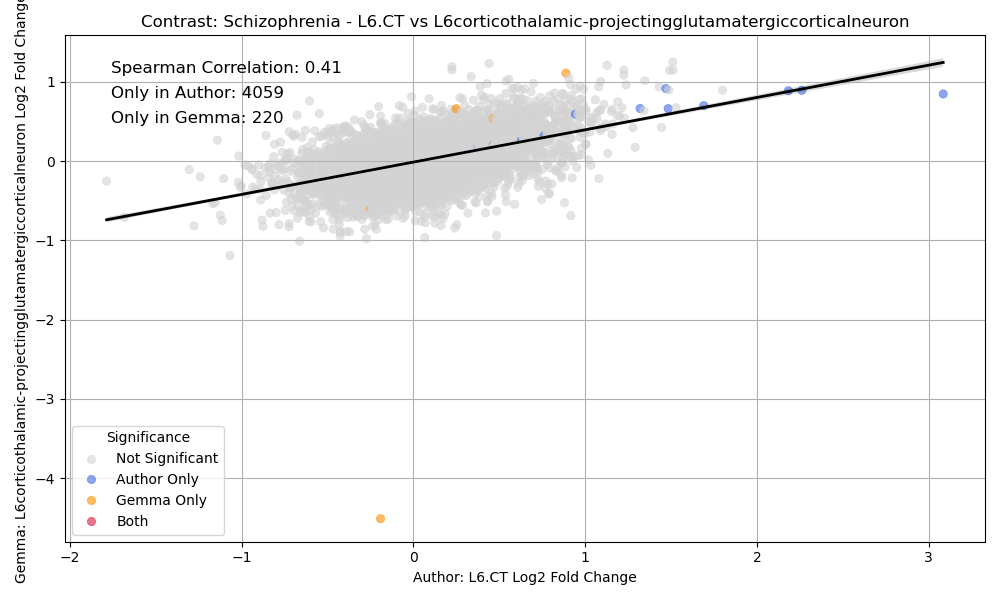 Contrast: Schizophrenia - L6.CT vs L6corticothalamic-projectingglutamatergiccorticalneuron
Spearman Correlation: 0.41
Only in Author: 4059
Only in Gemma: 220
Gemma: L6corticothalamic-projectingglutamatergiccorticalneuron Log2 Fold Change
1
0
−1
−2
−3
−4
Significance
Not Significant
Author Only
Gemma Only
Both
−2 −1 0 1 2 3
Author: L6.CT Log2 Fold Change